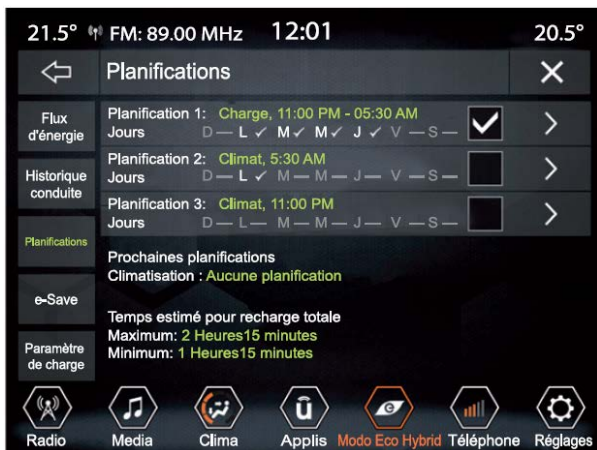 21.5° FM: 89.00 MHz 12:01 20.5°
Planifications
Flux d'énergie
Planification 1: Charge, 11:00 PM - 05:30 AM
Jours D — L ✓ M ✓ M ✓ J ✓ V — S —
Historique conduite
Planification 2: Climat, 5:30 AM
Jours D — L ✓ M — M — J — V — S —
Planification 3: Climat, 11:00 PM
Jours D — L — M — M — J — V — S —
Planifications
Prochaines planifications
Climatisation : Aucune planification
e-Save
Temps estimé pour recharge totale
Maximum: 2 Heures15 minutes
Minimum: 1 Heures15 minutes
Paramètre de charge
Radio Media Clima Applis Modo Eco Hybrid Téléphone Réglages